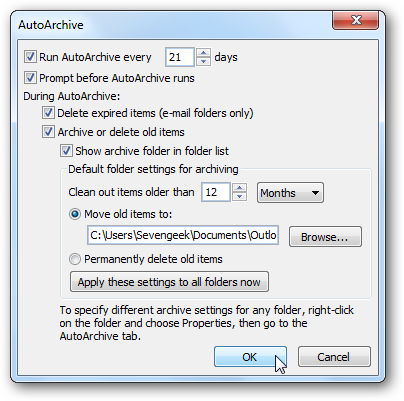 AutoArchive
Run AutoArchive every 21 days
Prompt before AutoArchive runs
During AutoArchive:
Delete expired items (e-mail folders only)
Archive or delete old items
Show archive folder in folder list
Default folder settings for archiving
Clean out items older than 12 Months
Move old items to:
C:\Users\Sevengeek\Documents\Outlo Browse...
Permanently delete old items
Apply these settings to all folders now
To specify different archive settings for any folder, right-click
on the folder and choose Properties, then go to the
AutoArchive tab.
OK Cancel